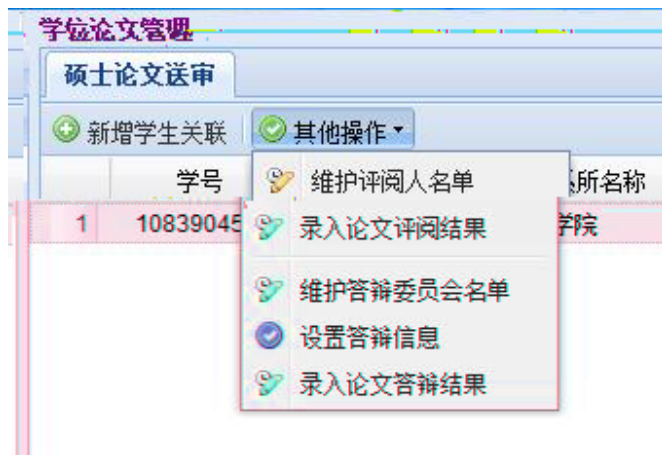 学位论文管理
硕士论文送审
新增学生关联 其他操作
学号 所名称
维护评阅人名单
1 10839045 学院
录入论文评阅结果
维护答辩委员会名单
设置答辩信息
录入论文答辩结果